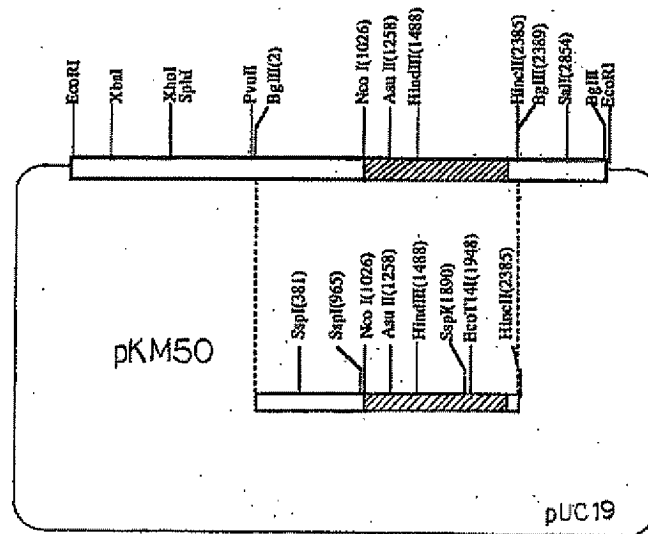 EcoRI
XbaI
XhoI
SphI
PvuII
BglII(2)
Nco I(1026)
Asu II(1258)
HindIII(1488)
HincII(2385)
BglII(2389)
SalI(2854)
BglII
EcoRI
SspI(381)
SspI(965)
Nco I(1026)
Asu II(1258)
HindIII(1488)
SspI(1890)
EcoT14I(1948)
HincII(2385)
pKM50
pUC19